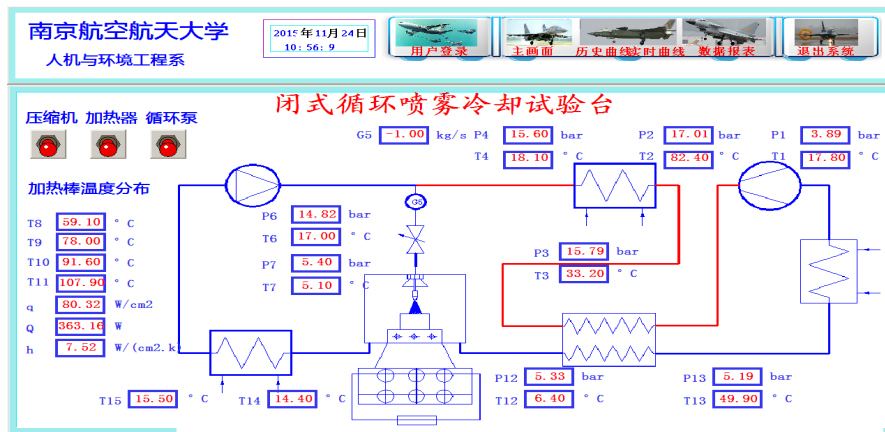 南京航空航天大学
人机与环境工程系
2015年11月24日
10:56:9
用户登录
主画面
历史曲线
实时曲线
数据报表
退出系统
闭式循环喷雾冷却试验台
压缩机 加热器 循环泵
G5 -1.00 kg/s P4 15.60 bar P2 17.01 bar P1 3.89 bar
T4 18.10 °C T2 82.40 °C T1 17.80 °C
加热棒温度分布
T8 59.10 °C
T9 78.00 °C
T10 91.60 °C
T11 107.90 °C
q 80.32 W/cm2
Q 363.16 W
h 7.52 W/(cm2.k)
G5
P6 14.82 bar
T6 17.00 °C
P7 5.40 bar
T7 5.10 °C
P3 15.79 bar
T3 33.20 °C
P12 5.33 bar P13 5.19 bar
T15 15.50 °C T14 14.40 °C T12 6.40 °C T13 49.90 °C